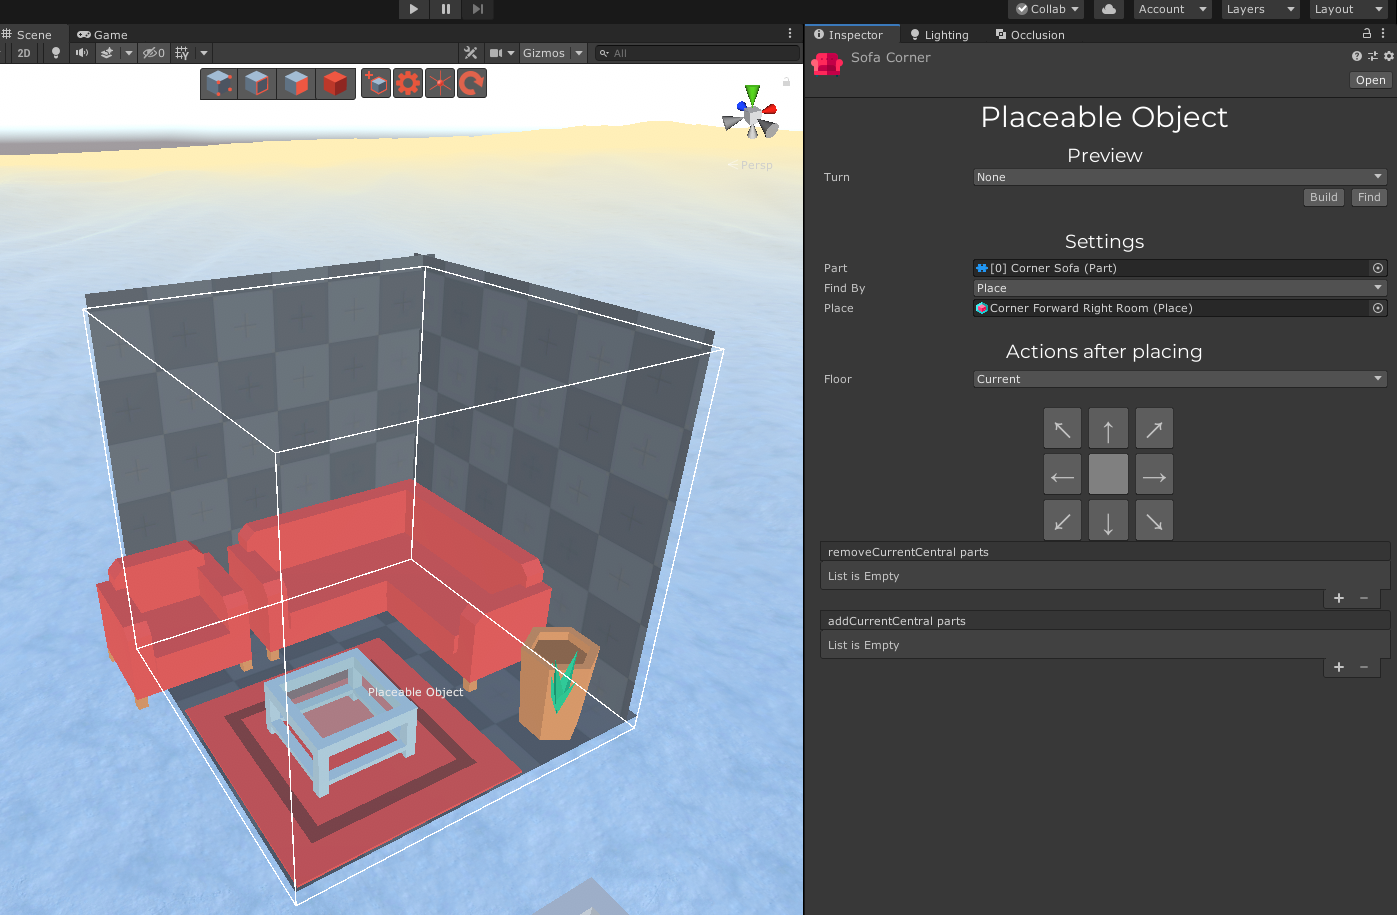 Collab
Account
Layers
Layout
Scene
Game
2D
0
Gizmos
All
Persp
Placeable Object
Inspector
Lighting
Occlusion
Sofa Corner
Open
Placeable Object
Preview
Turn
None
Build
Find
Settings
Part
[0] Corner Sofa (Part)
Find By
Place
Place
Corner Forward Right Room (Place)
Actions after placing
Floor
Current
removeCurrentCentral parts
List is Empty
+ −
addCurrentCentral parts
List is Empty
+ −